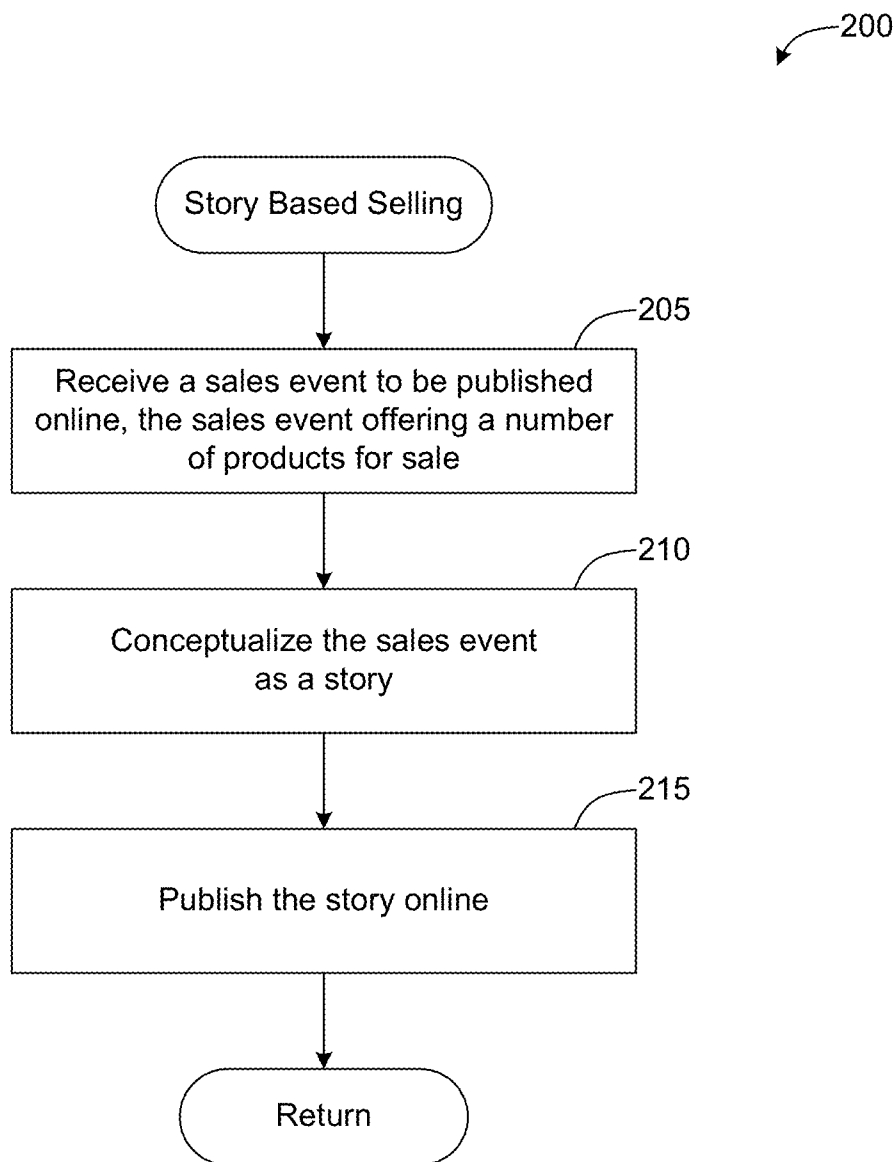 200
Story Based Selling
205
Receive a sales event to be published
online, the sales event offering a number
of products for sale
210
Conceptualize the sales event
as a story
215
Publish the story online
Return